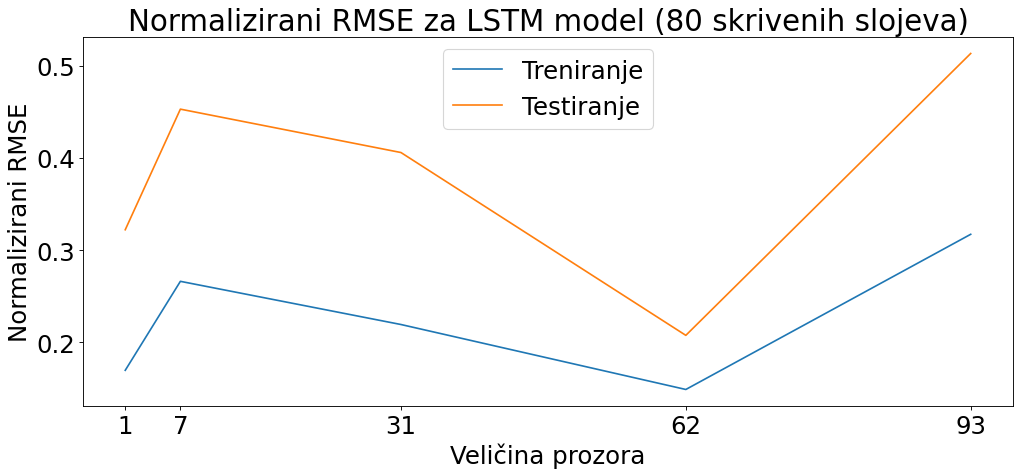 Normalizirani RMSE za LSTM model (80 skrivenih slojeva)
Treniranje
Testiranje
Normalizirani RMSE
0.5
0.4
0.3
0.2
1 7 31 62 93
Veličina prozora